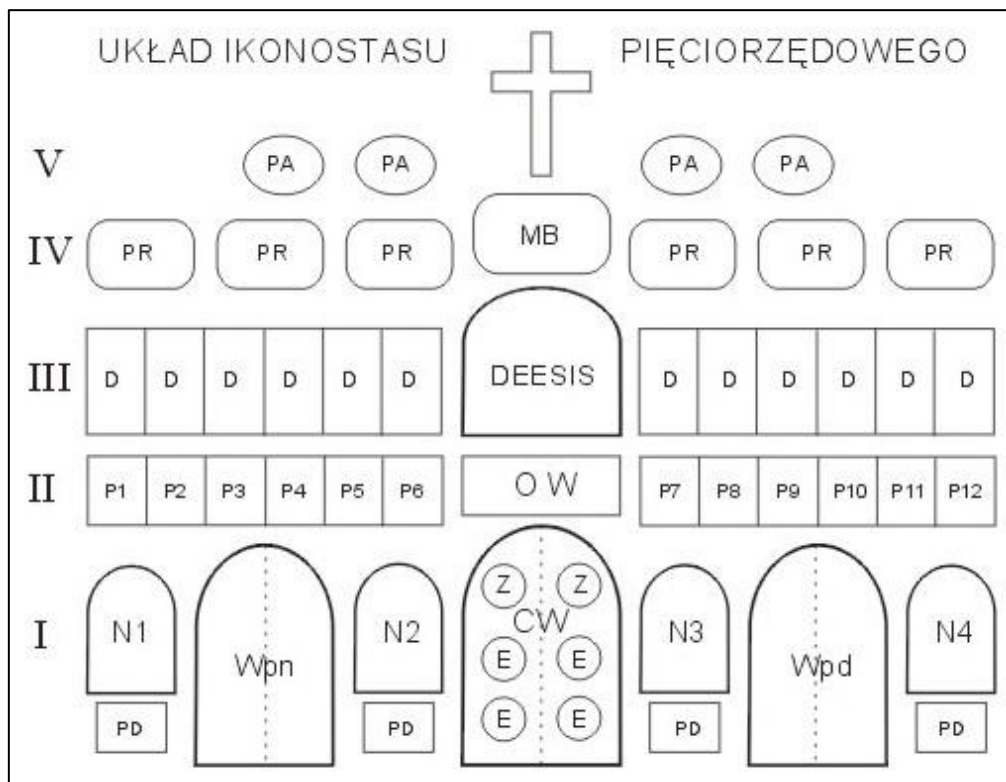 UKŁAD IKONOSTASU PIĘCIORZĘDOWEGO
V PA PA PA PA
IV PR PR PR MB PR PR PR
III D D D D D D DEESIS D D D D D D
II P1 P2 P3 P4 P5 P6 O W P7 P8 P9 P10 P11 P12
Z Z
I N1 N2 CW N3 N4
Wpn E E Wpd
PD PD E E PD PD